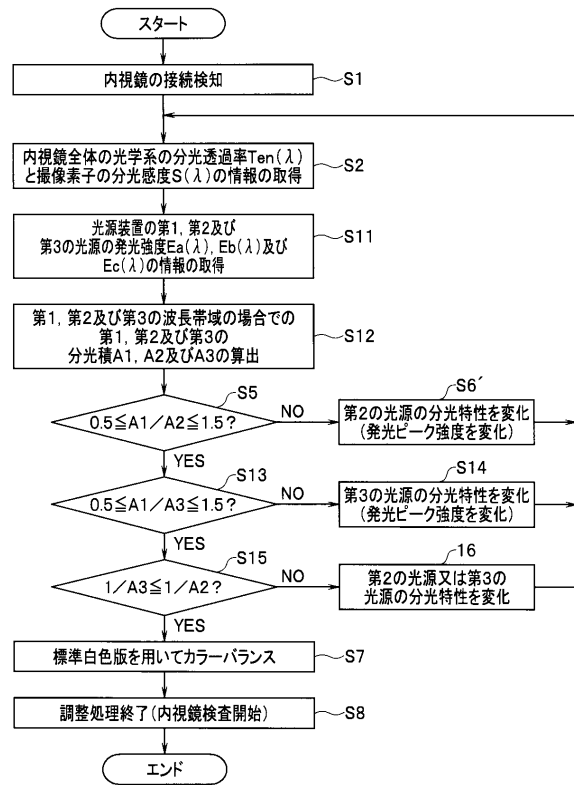 スタート
内視鏡の接続検知
S1
内視鏡全体の光学系の分光透過率Ten(λ)
と撮像素子の分光感度S(λ)の情報の取得
S2
光源装置の第1, 第2及び
第3の光源の発光強度Ea(λ), Eb(λ)及び
Ec(λ)の情報の取得
S11
第1, 第2及び第3の波長帯域の場合での
第1, 第2及び第3の
分光積A1, A2及びA3の算出
S12
S5
0.5≦A1/A2≦1.5?
NO
YES
S6´
第2の光源の分光特性を変化
(発光ピーク強度を変化)
S13
0.5≦A1/A3≦1.5?
NO
YES
S14
第3の光源の分光特性を変化
(発光ピーク強度を変化)
S15
1/A3≦1/A2?
NO
YES
16
第2の光源又は第3の
光源の分光特性を変化
標準白色版を用いてカラーバランス
S7
調整処理終了(内視鏡検査開始)
S8
エンド